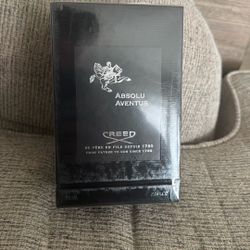 ABSOLU
AVENTUS
CREED
DE PÈRE EN FILS DEPUIS 1760
FROM FATHER TO SON SINCE 1760